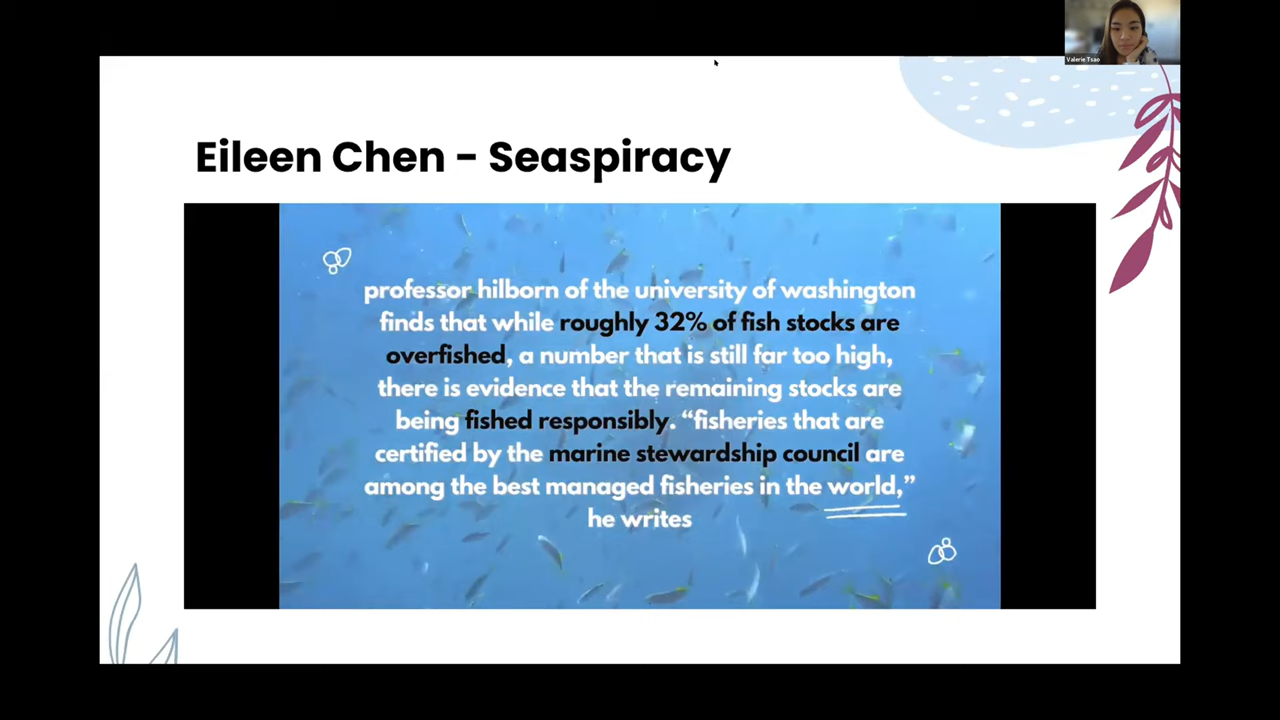 Valerie Tsao
Eileen Chen - Seaspiracy
professor hilborn of the university of washington
finds that while roughly 32% of fish stocks are
overfished, a number that is still far too high,
there is evidence that the remaining stocks are
being fished responsibly. “fisheries that are
certified by the marine stewardship council are
among the best managed fisheries in the world,”
he writes